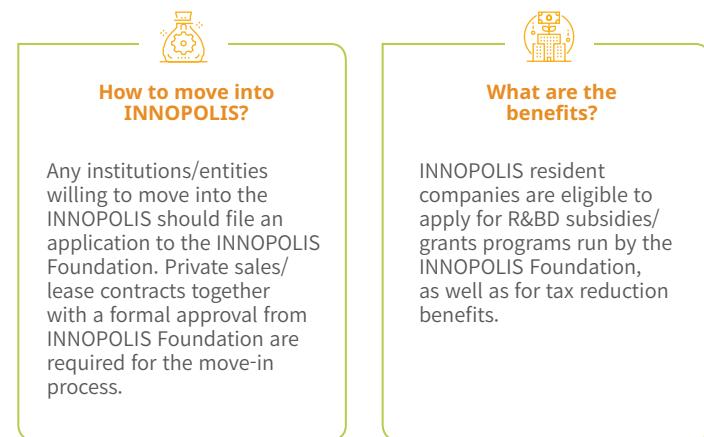 How to move into
INNOPOLIS?
Any institutions/entities
willing to move into the
INNOPOLIS should file an
application to the INNOPOLIS
Foundation. Private sales/
lease contracts together
with a formal approval from
INNOPOLIS Foundation are
required for the move-in
process.
What are the
benefits?
INNOPOLIS resident
companies are eligible to
apply for R&BD subsidies/
grants programs run by the
INNOPOLIS Foundation,
as well as for tax reduction
benefits.